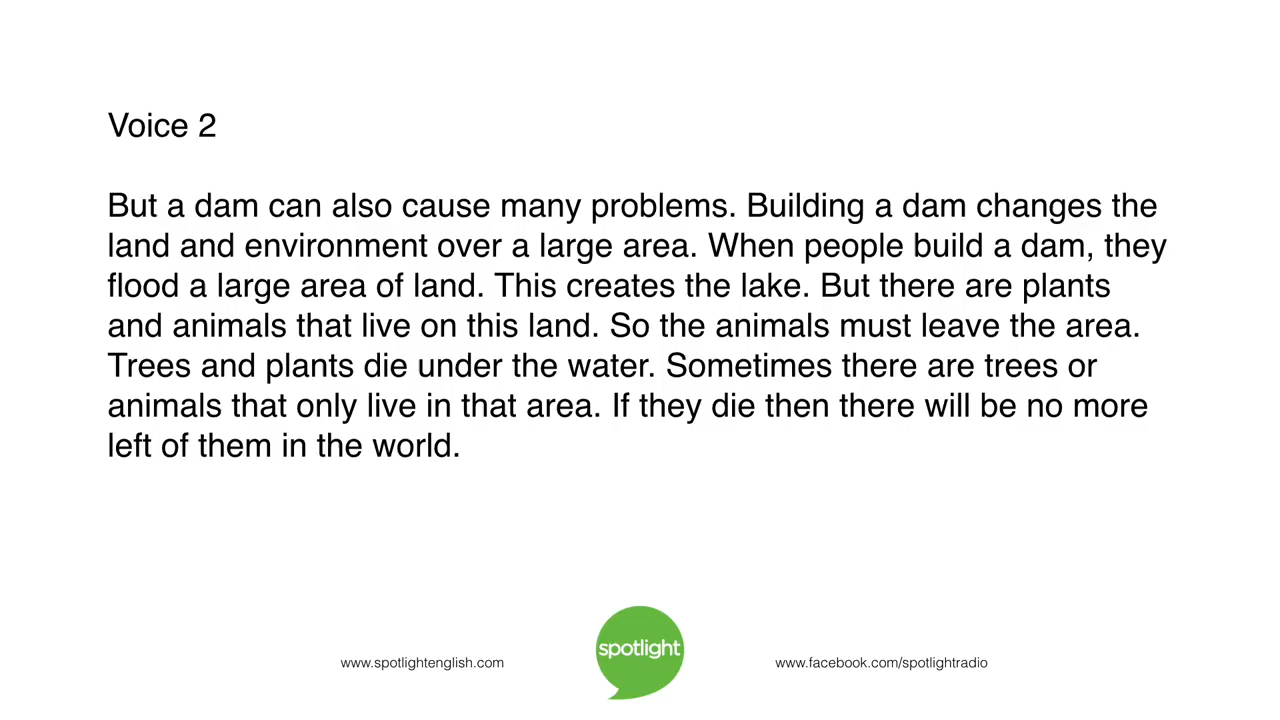 Voice 2
But a dam can also cause many problems. Building a dam changes the
land and environment over a large area. When people build a dam, they
flood a large area of land. This creates the lake. But there are plants
and animals that live on this land. So the animals must leave the area.
Trees and plants die under the water. Sometimes there are trees or
animals that only live in that area. If they die then there will be no more
left of them in the world.
www.spotlightenglish.com
spotlight
www.facebook.com/spotlightradio